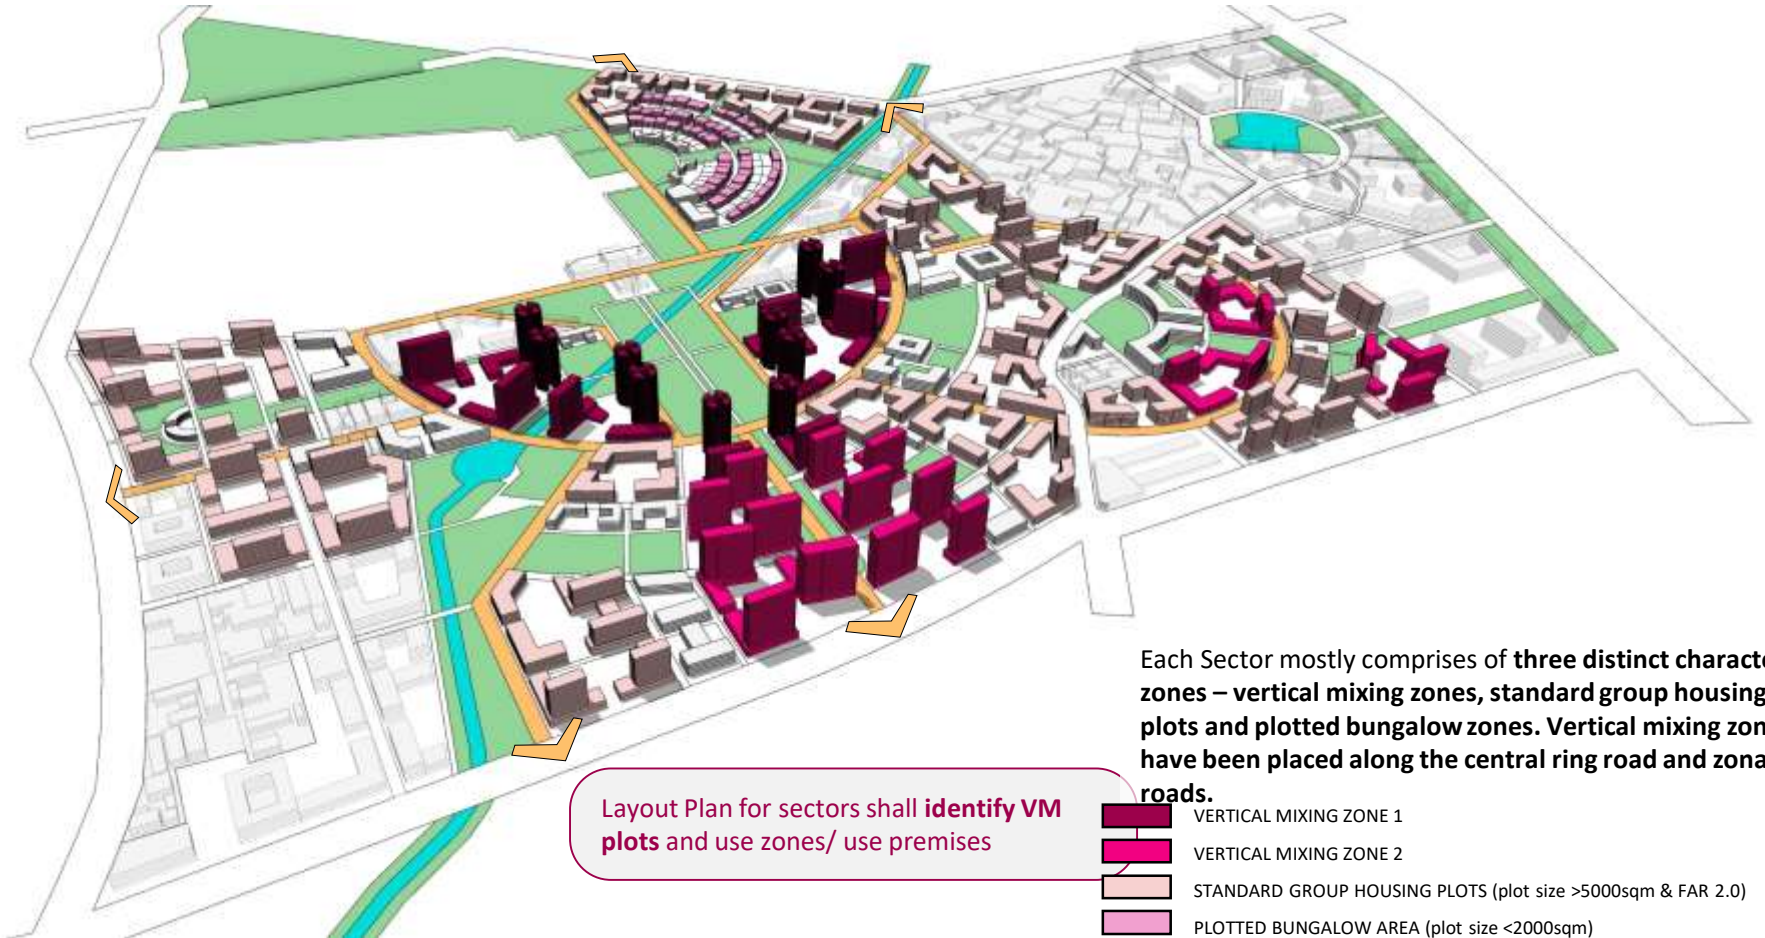 Each Sector mostly comprises of three distinct characte
zones – vertical mixing zones, standard group housing
plots and plotted bungalow zones. Vertical mixing zon
have been placed along the central ring road and zona
roads.
Layout Plan for sectors shall identify VM
plots and use zones/ use premises
VERTICAL MIXING ZONE 1
VERTICAL MIXING ZONE 2
STANDARD GROUP HOUSING PLOTS (plot size >5000sqm & FAR 2.0)
PLOTTED BUNGALOW AREA (plot size <2000sqm)